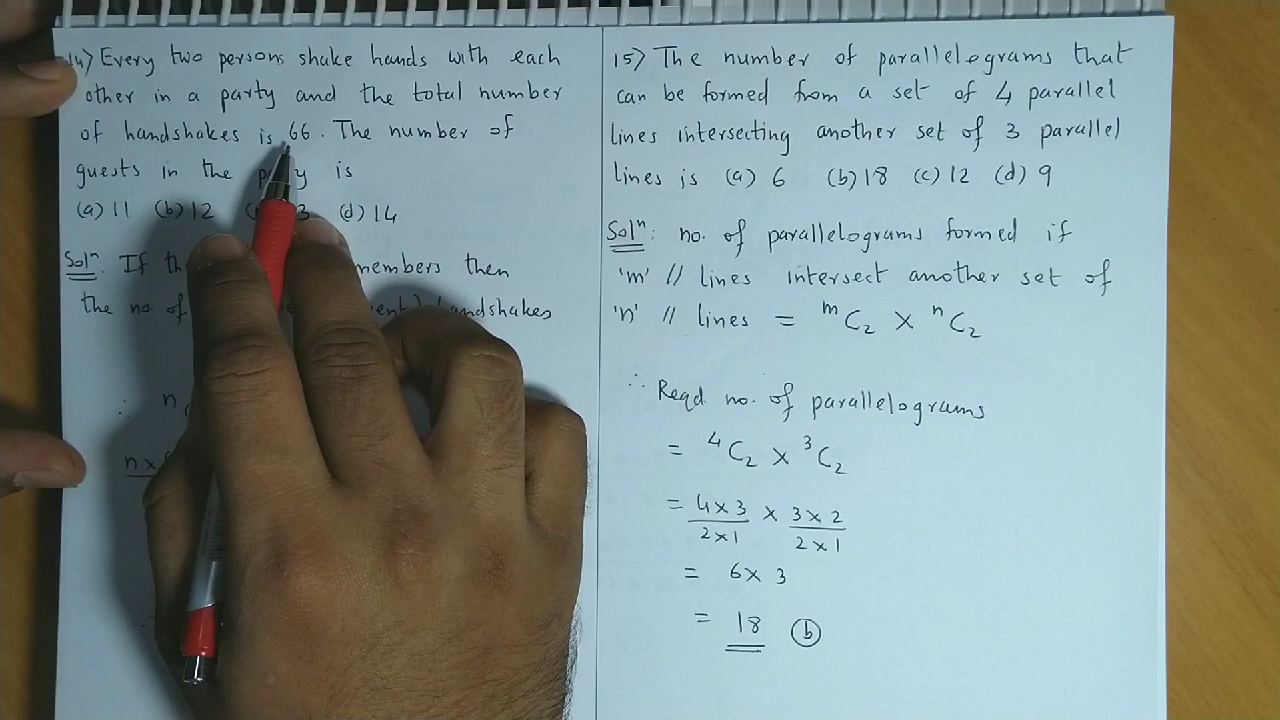 14) Every two persons shake hands with each
other in a party and the total number
of handshakes is 66. The number of
guests in the party is
(a) 11 (b) 12 3 (d) 14
Solⁿ: If th members then
the no. of handshakes
∴ n
n x
15) The number of parallelograms that
can be formed from a set of 4 parallel
lines intersecting another set of 3 parallel
lines is (a) 6 (b) 18 (c) 12 (d) 9
Solⁿ: no. of parallelograms formed if
'm' // lines intersect another set of
'n' // lines = ᵐC₂ × ⁿC₂
∴ Reqd no. of parallelograms
= ⁴C₂ × ³C₂
= 4 x 3 / 2 x 1 × 3 x 2 / 2 x 1
= 6 x 3
= 18 (b)